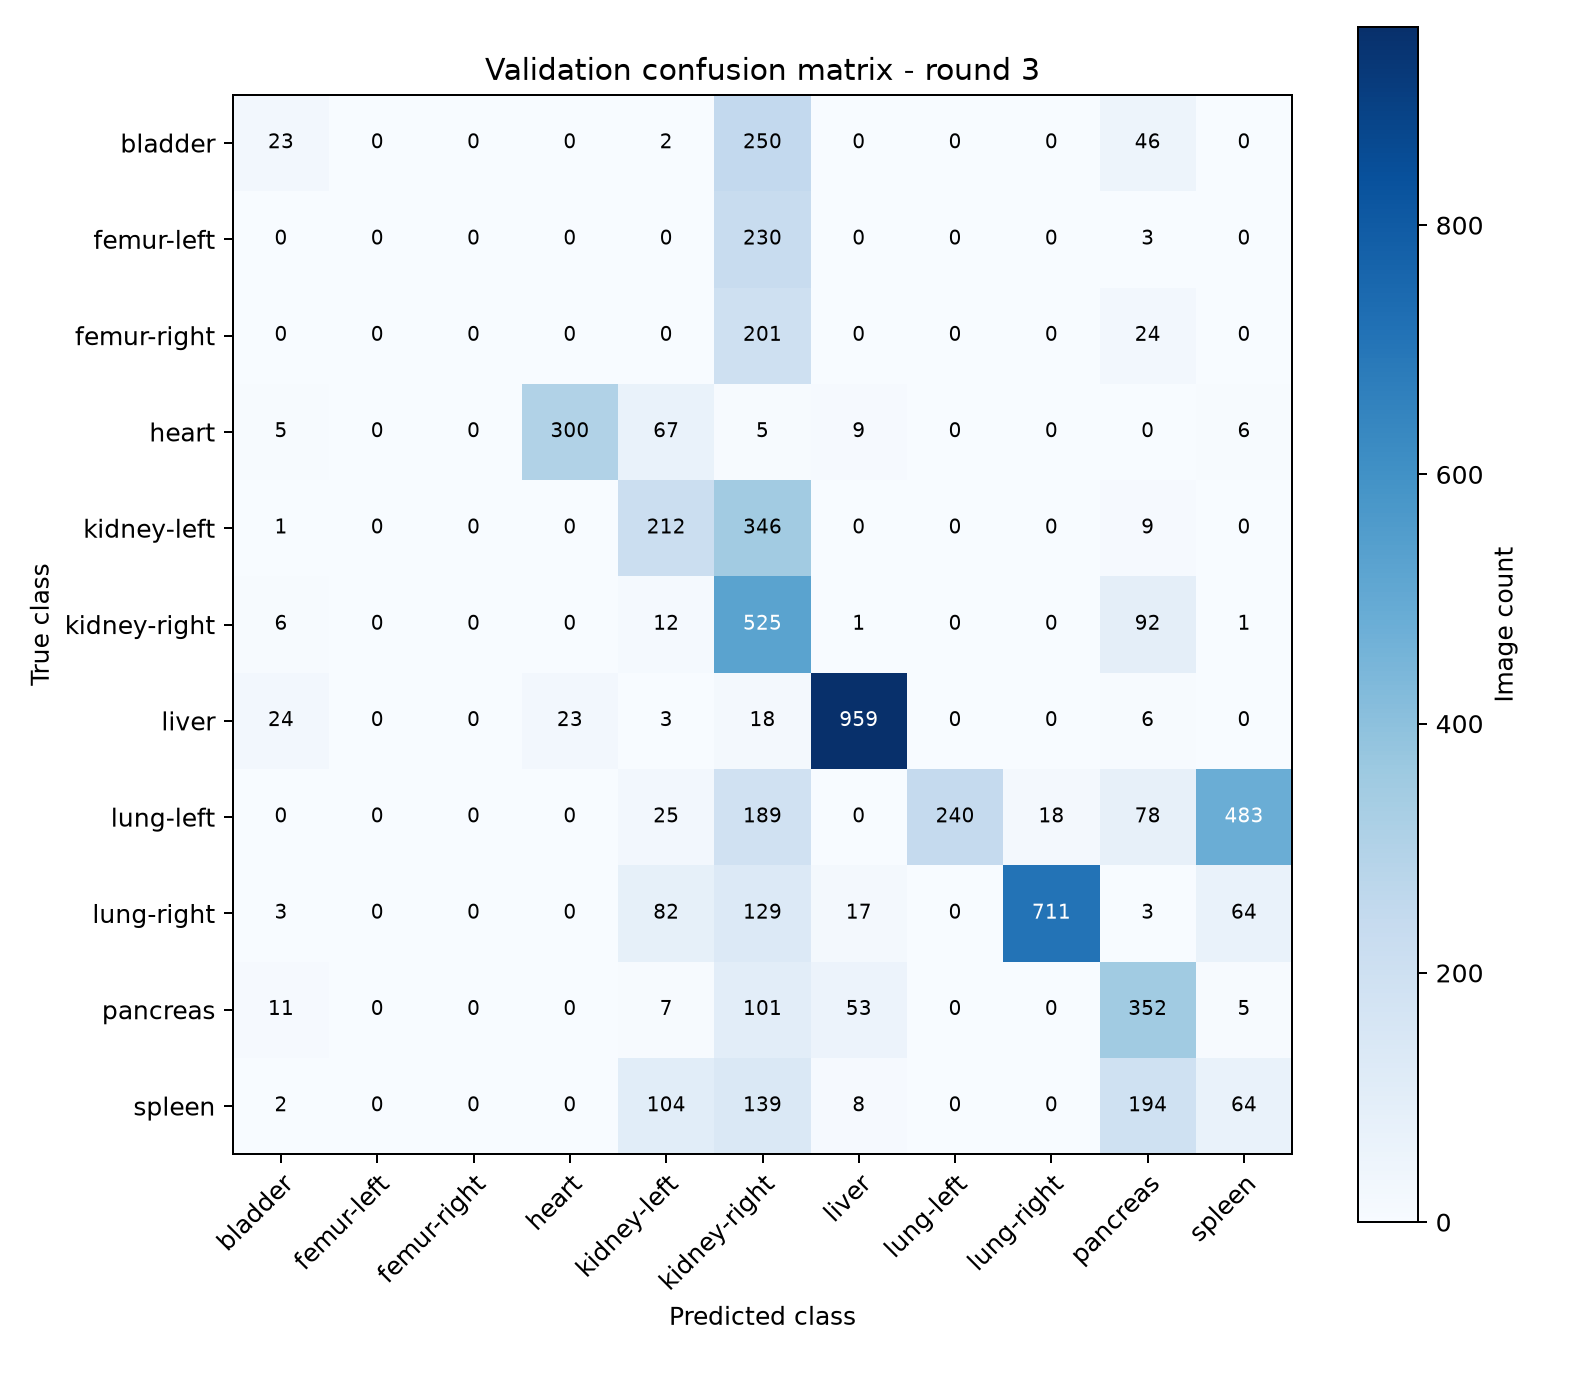 Validation confusion matrix - round 3
bladder 23 0 0 0 2 250 0 0 0 46 0
femur-left 0 0 0 0 0 230 0 0 0 3 0
femur-right 0 0 0 0 0 201 0 0 0 24 0
heart 5 0 0 300 67 5 9 0 0 0 6
kidney-left 1 0 0 0 212 346 0 0 0 9 0
kidney-right 6 0 0 0 12 525 1 0 0 92 1
liver 24 0 0 23 3 18 959 0 0 6 0
lung-left 0 0 0 0 25 189 0 240 18 78 483
lung-right 3 0 0 0 82 129 17 0 711 3 64
pancreas 11 0 0 0 7 101 53 0 0 352 5
spleen 2 0 0 0 104 139 8 0 0 194 64
bladder femur-left femur-right heart kidney-left kidney-right liver lung-left lung-right pancreas spleen
Predicted class
True class
800
600
400
200
0
Image count